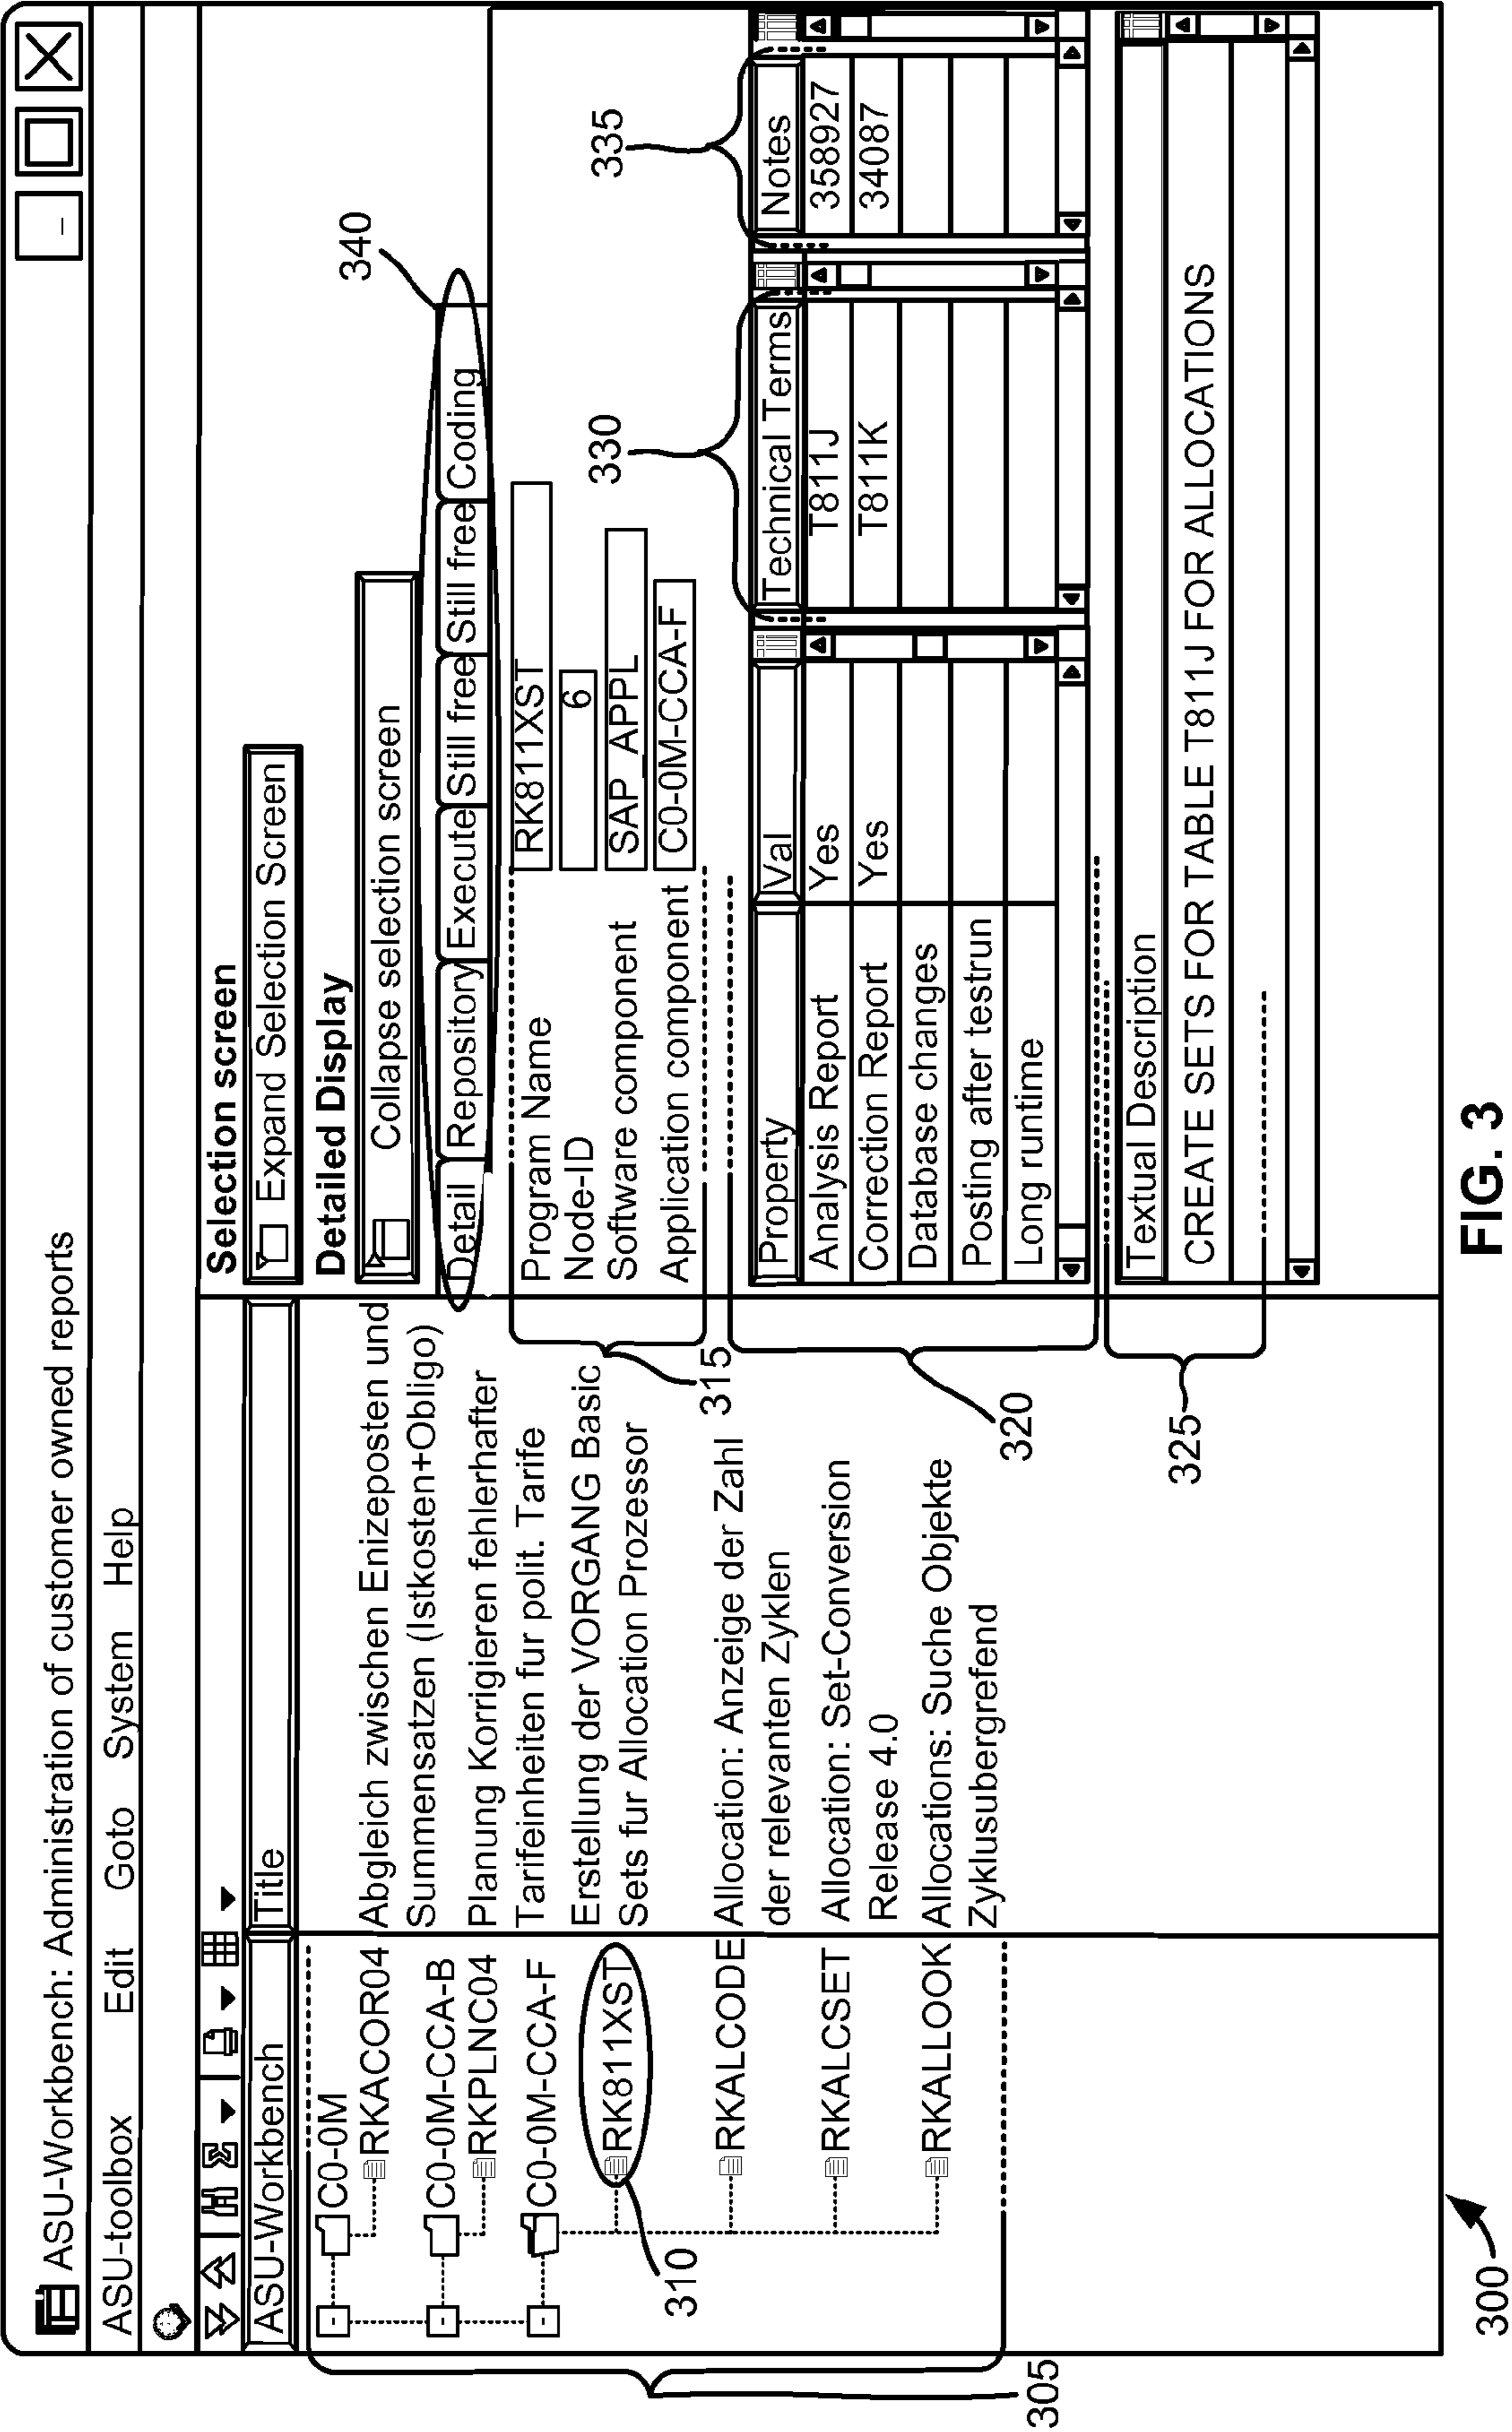 ASU-Workbench: Administration of customer owned reports
ASU-toolbox Edit Goto System Help
ASU-Workbench Title
C0-0M
RKACOR04 Abgleich zwischen Enizeposten und
Summensatzen (Istkosten+Obligo)
C0-0M-CCA-B
RKPLNC04 Planung Korrigieren fehlerhafter
Tarifeinheiten fur polit. Tarife
C0-0M-CCA-F
RK811XST Erstellung der VORGANG Basic
Sets fur Allocation Prozessor
RKALCODE Allocation: Anzeige der Zahl
der relevanten Zyklen
RKALCSET Allocation: Set-Conversion
Release 4.0
RKALLOOK Allocations: Suche Objekte
Zyklusubergrefend
305
310
Selection screen
Expand Selection Screen
Detailed Display
Collapse selection screen
340
Detail Repository Execute Still free Still free Coding
Program Name RK811XST
Node-ID 6
Software component SAP_APPL
Application component C0-0M-CCA-F
315
330
335
Property Val Technical Terms Notes
Analysis Report Yes T811J 358927
Correction Report Yes T811K 34087
Database changes
Posting after testrun
Long runtime
320
Textual Description
CREATE SETS FOR TABLE T811J FOR ALLOCATIONS
325
300
FIG. 3